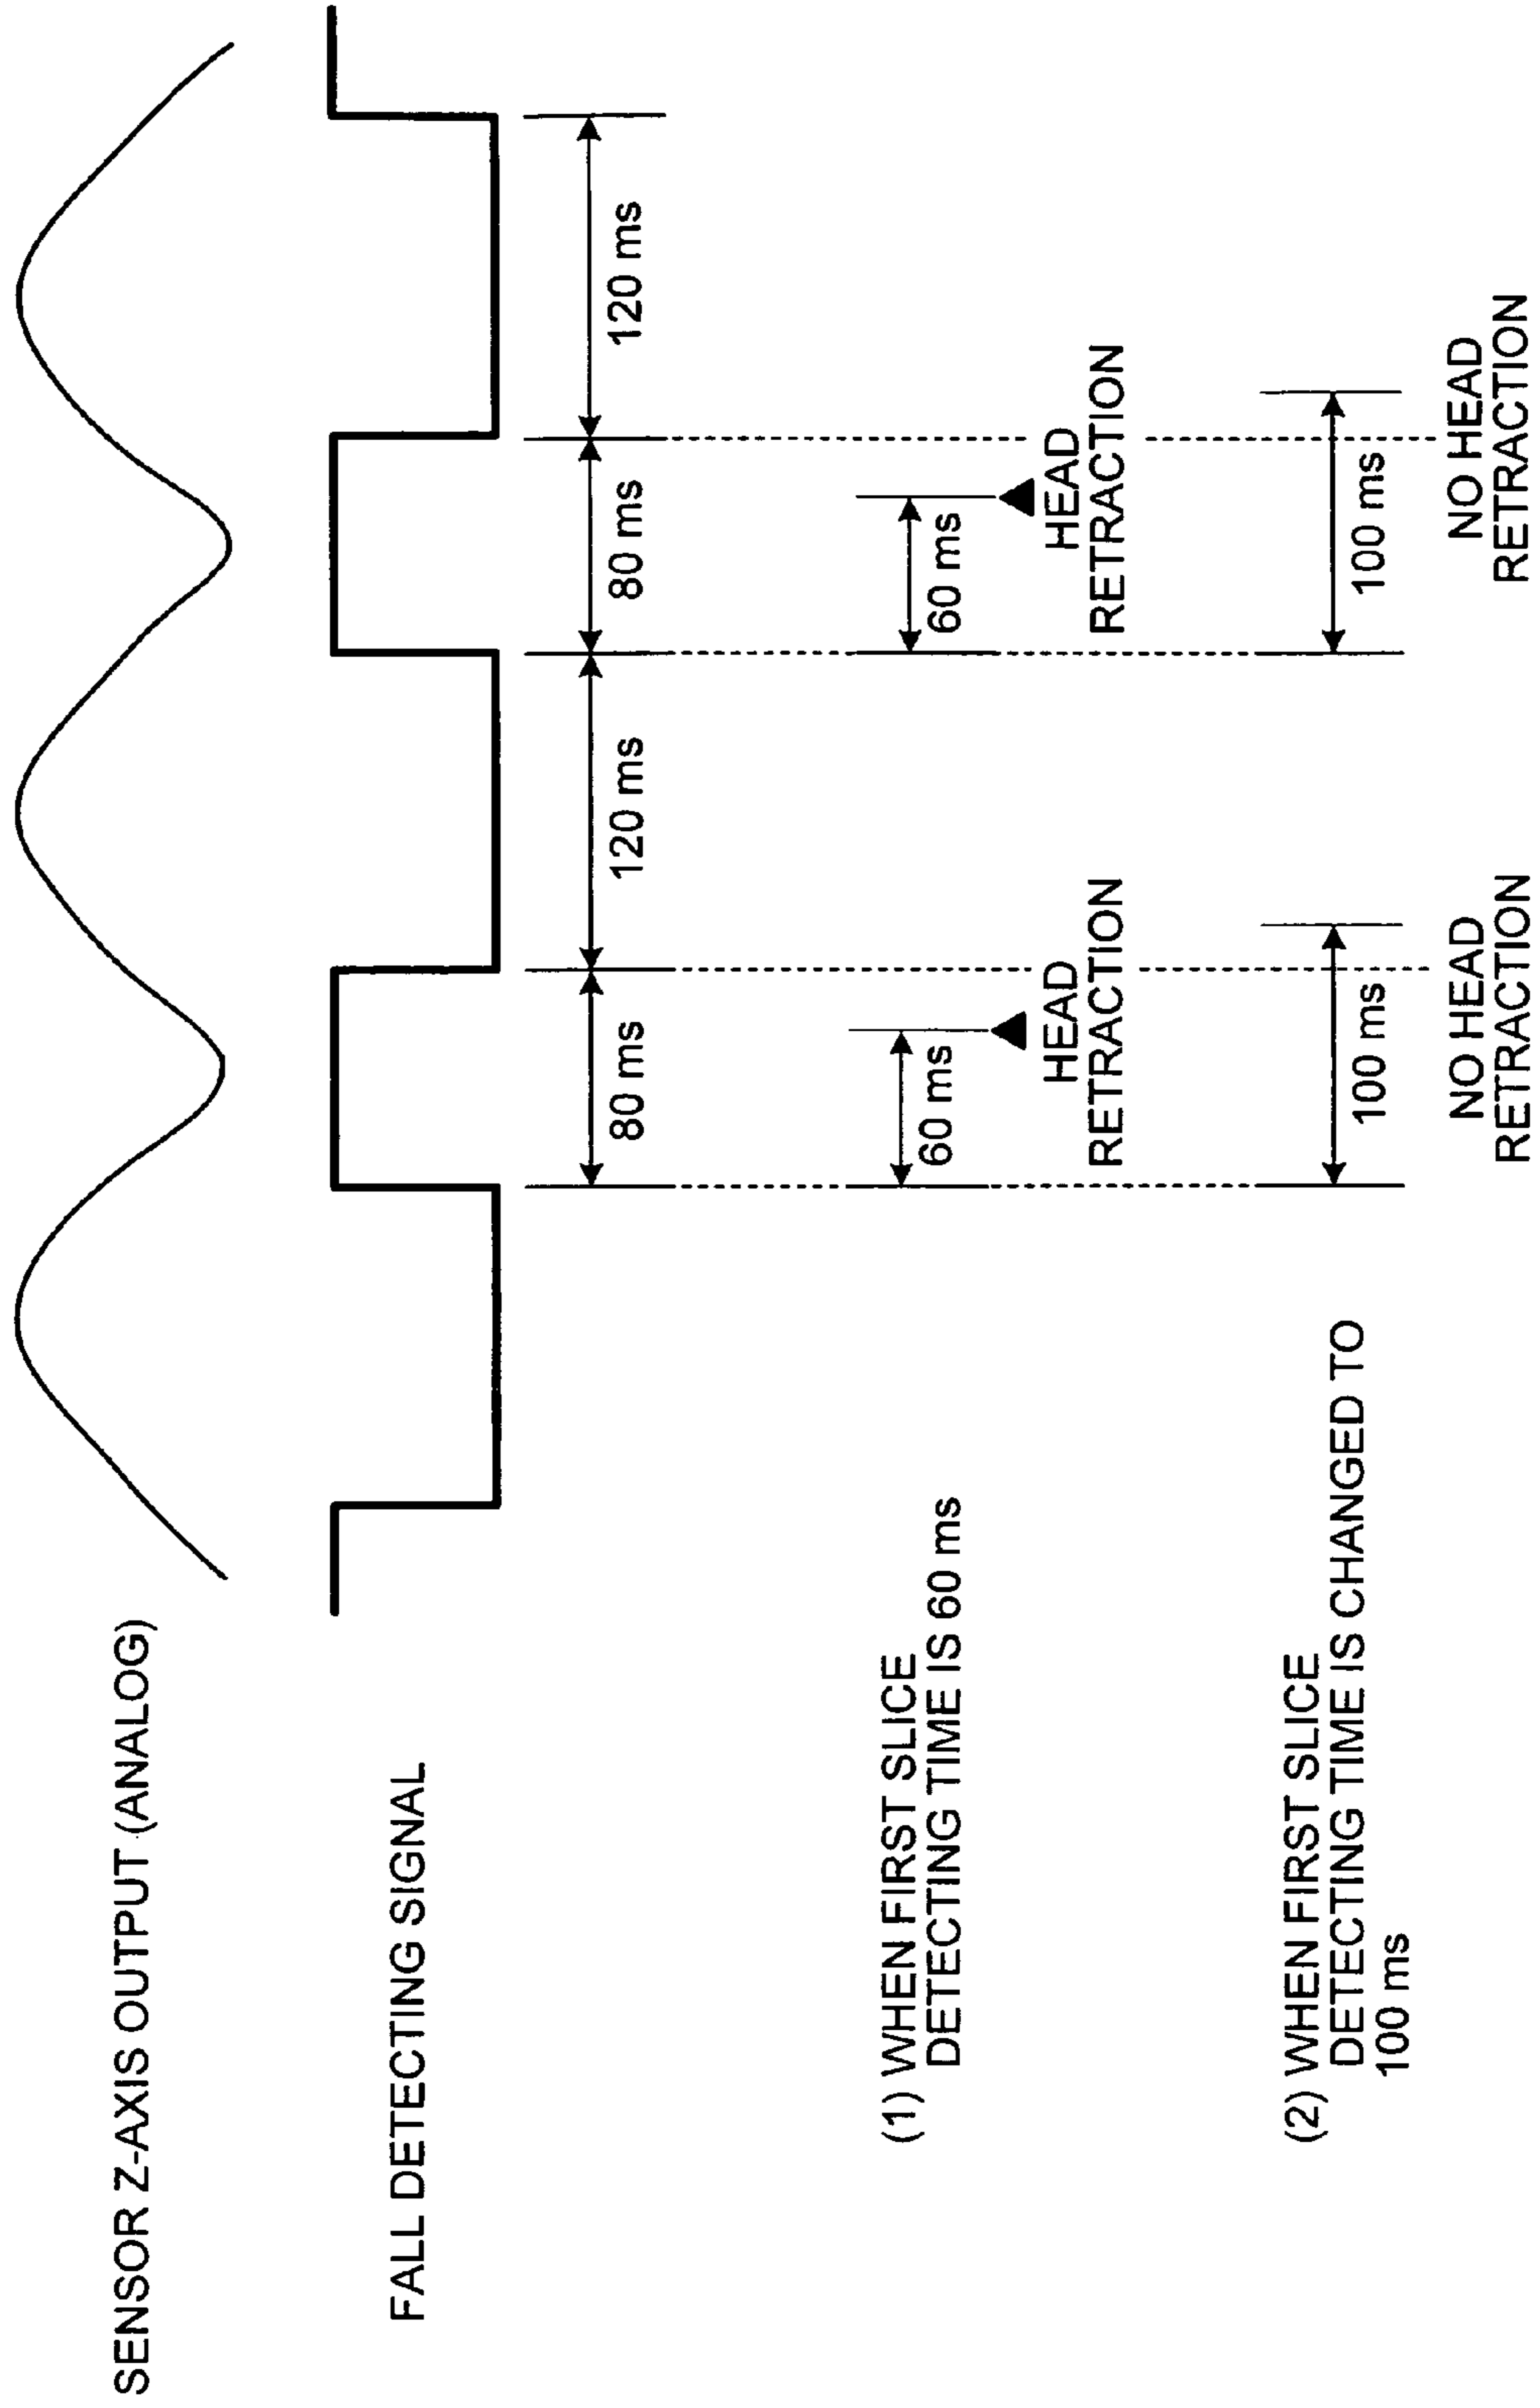 SENSOR Z-AXIS OUTPUT (ANALOG)
FALL DETECTING SIGNAL
80 ms
120 ms
80 ms
120 ms
(1) WHEN FIRST SLICE
DETECTING TIME IS 60 ms
60 ms
60 ms
HEAD
RETRACTION
HEAD
RETRACTION
(2) WHEN FIRST SLICE
DETECTING TIME IS CHANGED TO
100 ms
100 ms
100 ms
NO HEAD
RETRACTION
NO HEAD
RETRACTION